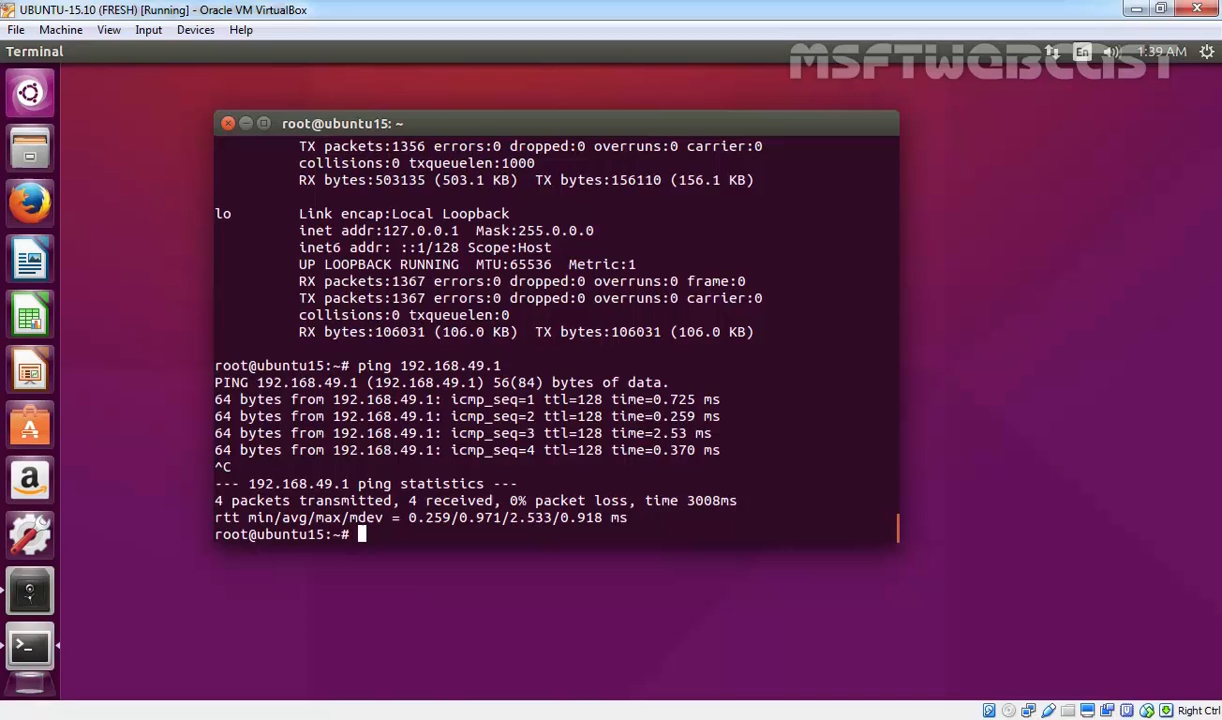 UBUNTU-15.10 (FRESH) [Running] - Oracle VM VirtualBox
File Machine View Input Devices Help
Terminal
En
1:39 AM
MSFTWEBCAST
root@ubuntu15: ~
TX packets:1356 errors:0 dropped:0 overruns:0 carrier:0
collisions:0 txqueuelen:1000
RX bytes:503135 (503.1 KB)  TX bytes:156110 (156.1 KB)
lo Link encap:Local Loopback
inet addr:127.0.0.1  Mask:255.0.0.0
inet6 addr: ::1/128 Scope:Host
UP LOOPBACK RUNNING  MTU:65536  Metric:1
RX packets:1367 errors:0 dropped:0 overruns:0 frame:0
TX packets:1367 errors:0 dropped:0 overruns:0 carrier:0
collisions:0 txqueuelen:0
RX bytes:106031 (106.0 KB)  TX bytes:106031 (106.0 KB)
root@ubuntu15:~# ping 192.168.49.1
PING 192.168.49.1 (192.168.49.1) 56(84) bytes of data.
64 bytes from 192.168.49.1: icmp_seq=1 ttl=128 time=0.725 ms
64 bytes from 192.168.49.1: icmp_seq=2 ttl=128 time=0.259 ms
64 bytes from 192.168.49.1: icmp_seq=3 ttl=128 time=2.53 ms
64 bytes from 192.168.49.1: icmp_seq=4 ttl=128 time=0.370 ms
^C
--- 192.168.49.1 ping statistics ---
4 packets transmitted, 4 received, 0% packet loss, time 3008ms
rtt min/avg/max/mdev = 0.259/0.971/2.533/0.918 ms
root@ubuntu15:~#
Right Ctrl